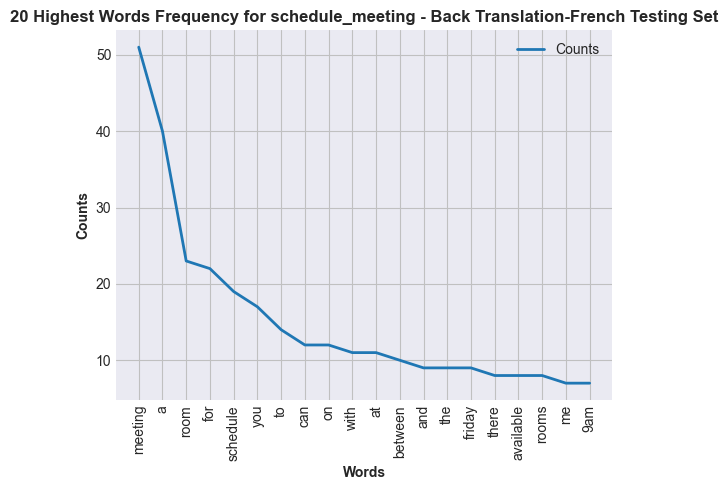 20 Highest Words Frequency for schedule_meeting - Back Translation-French Testing Set
Counts
50
40
30
20
10
Counts
meeting
a
room
for
schedule
you
to
can
on
with
at
between
and
the
friday
there
available
rooms
me
9am
Words